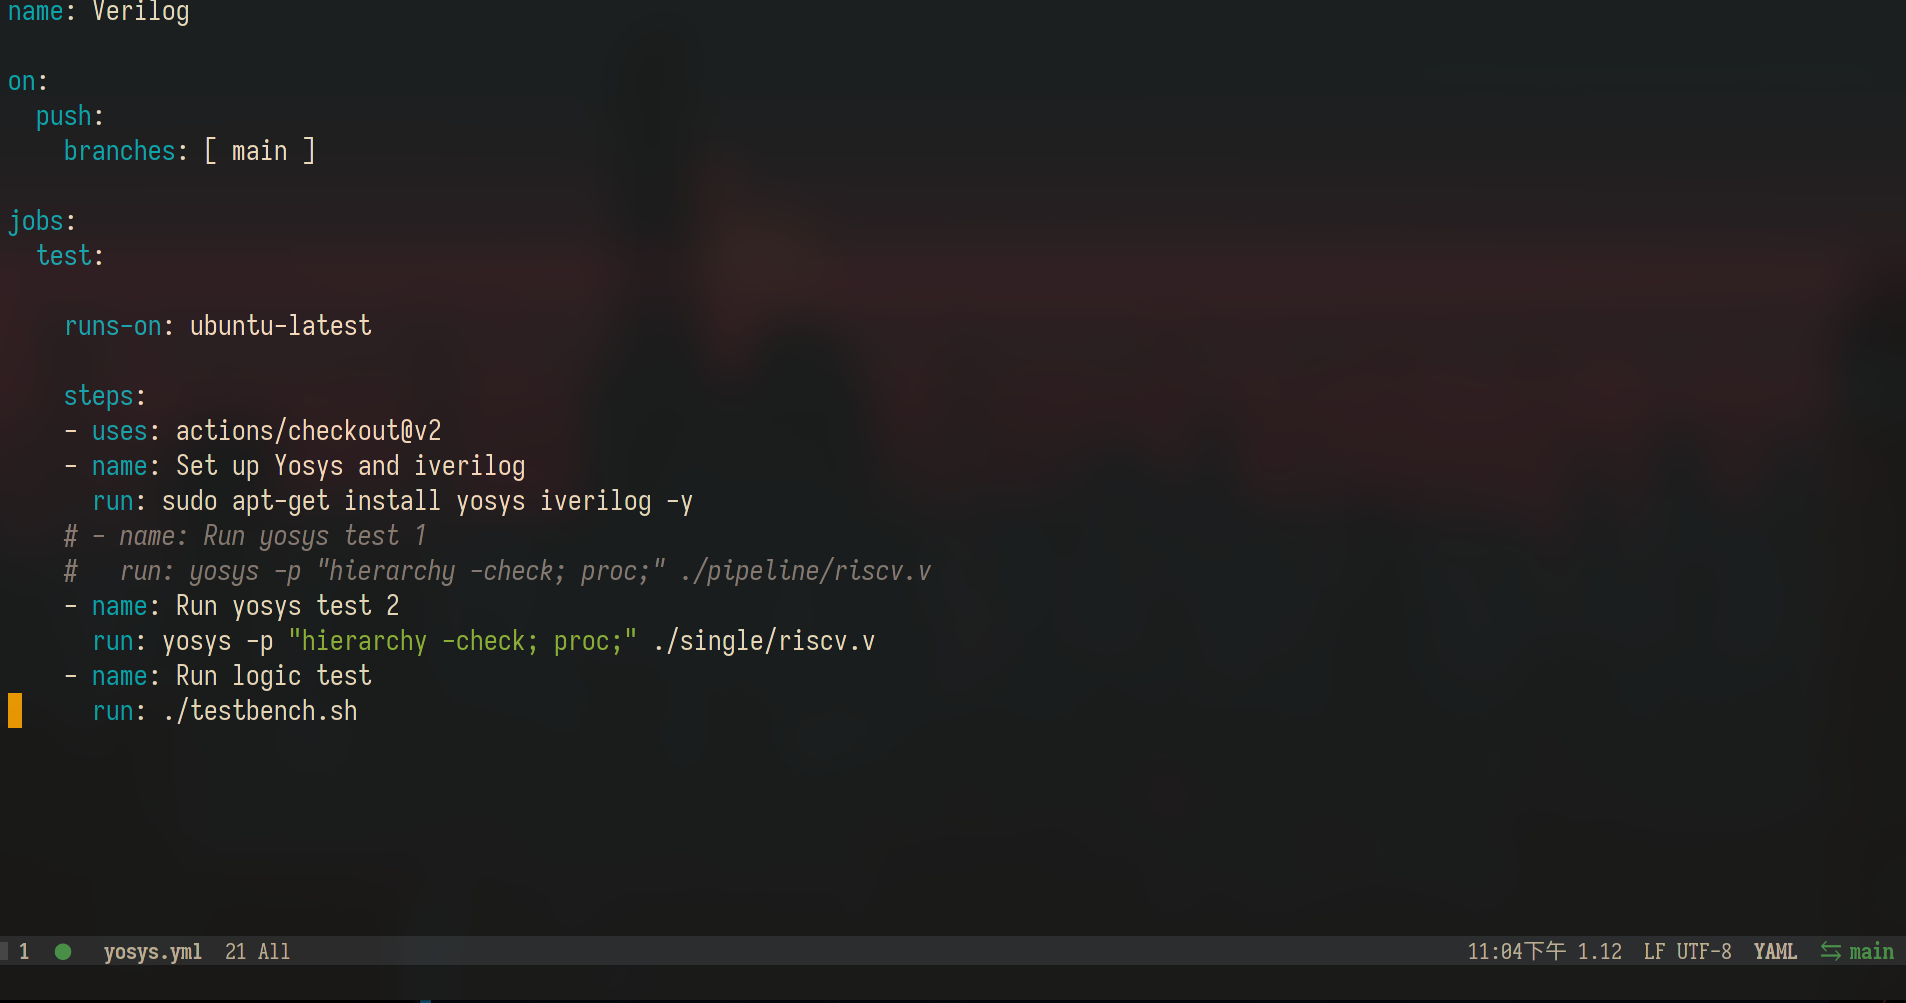 name: Verilog
on:
  push:
    branches: [ main ]
jobs:
  test:
    runs-on: ubuntu-latest
    steps:
    - uses: actions/checkout@v2
    - name: Set up Yosys and iverilog
      run: sudo apt-get install yosys iverilog -y
    # - name: Run yosys test 1
    #   run: yosys -p "hierarchy -check; proc;" ./pipeline/riscv.v
    - name: Run yosys test 2
      run: yosys -p "hierarchy -check; proc;" ./single/riscv.v
    - name: Run logic test
      run: ./testbench.sh
1 yosys.yml 21 All 11:04下午 1.12 LF UTF-8 YAML main